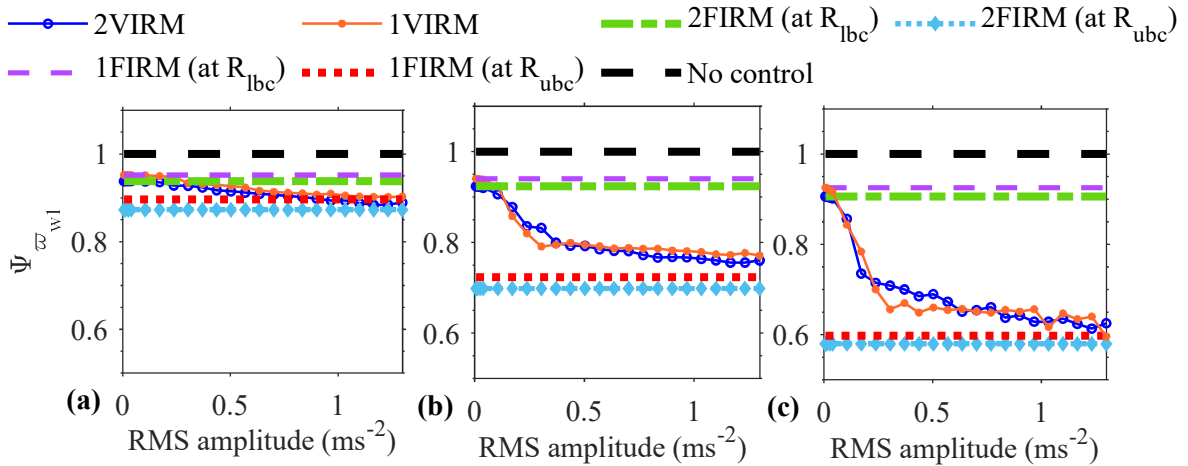 2VIRM 1VIRM 2FIRM (at R_lbc) 2FIRM (at R_ubc)
1FIRM (at R_lbc) 1FIRM (at R_ubc) No control
Ψ_ϖ_w1
1
0.8
0.6
(a)
0 0.5 1
RMS amplitude (ms^-2)
1
0.8
0.6
(b)
0 0.5 1
RMS amplitude (ms^-2)
1
0.8
0.6
(c)
0 0.5 1
RMS amplitude (ms^-2)